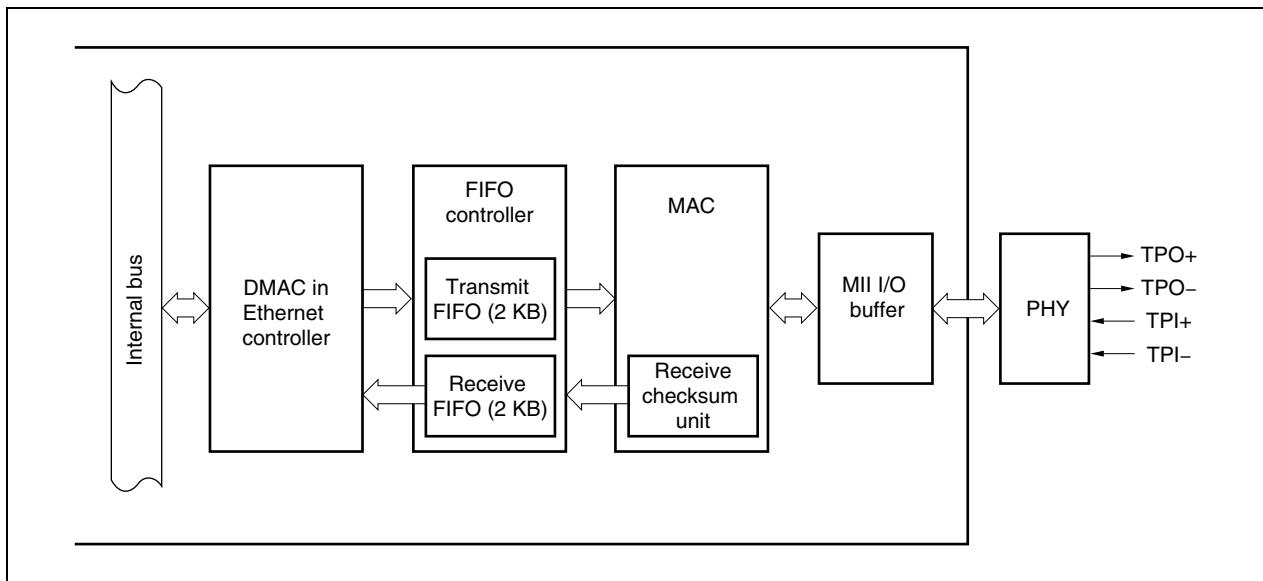 Internal bus
DMAC in
Ethernet
controller
FIFO
controller
Transmit
FIFO (2 KB)
Receive
FIFO (2 KB)
MAC
Receive
checksum
unit
MII I/O
buffer
PHY
TPO+
TPO−
TPI+
TPI−